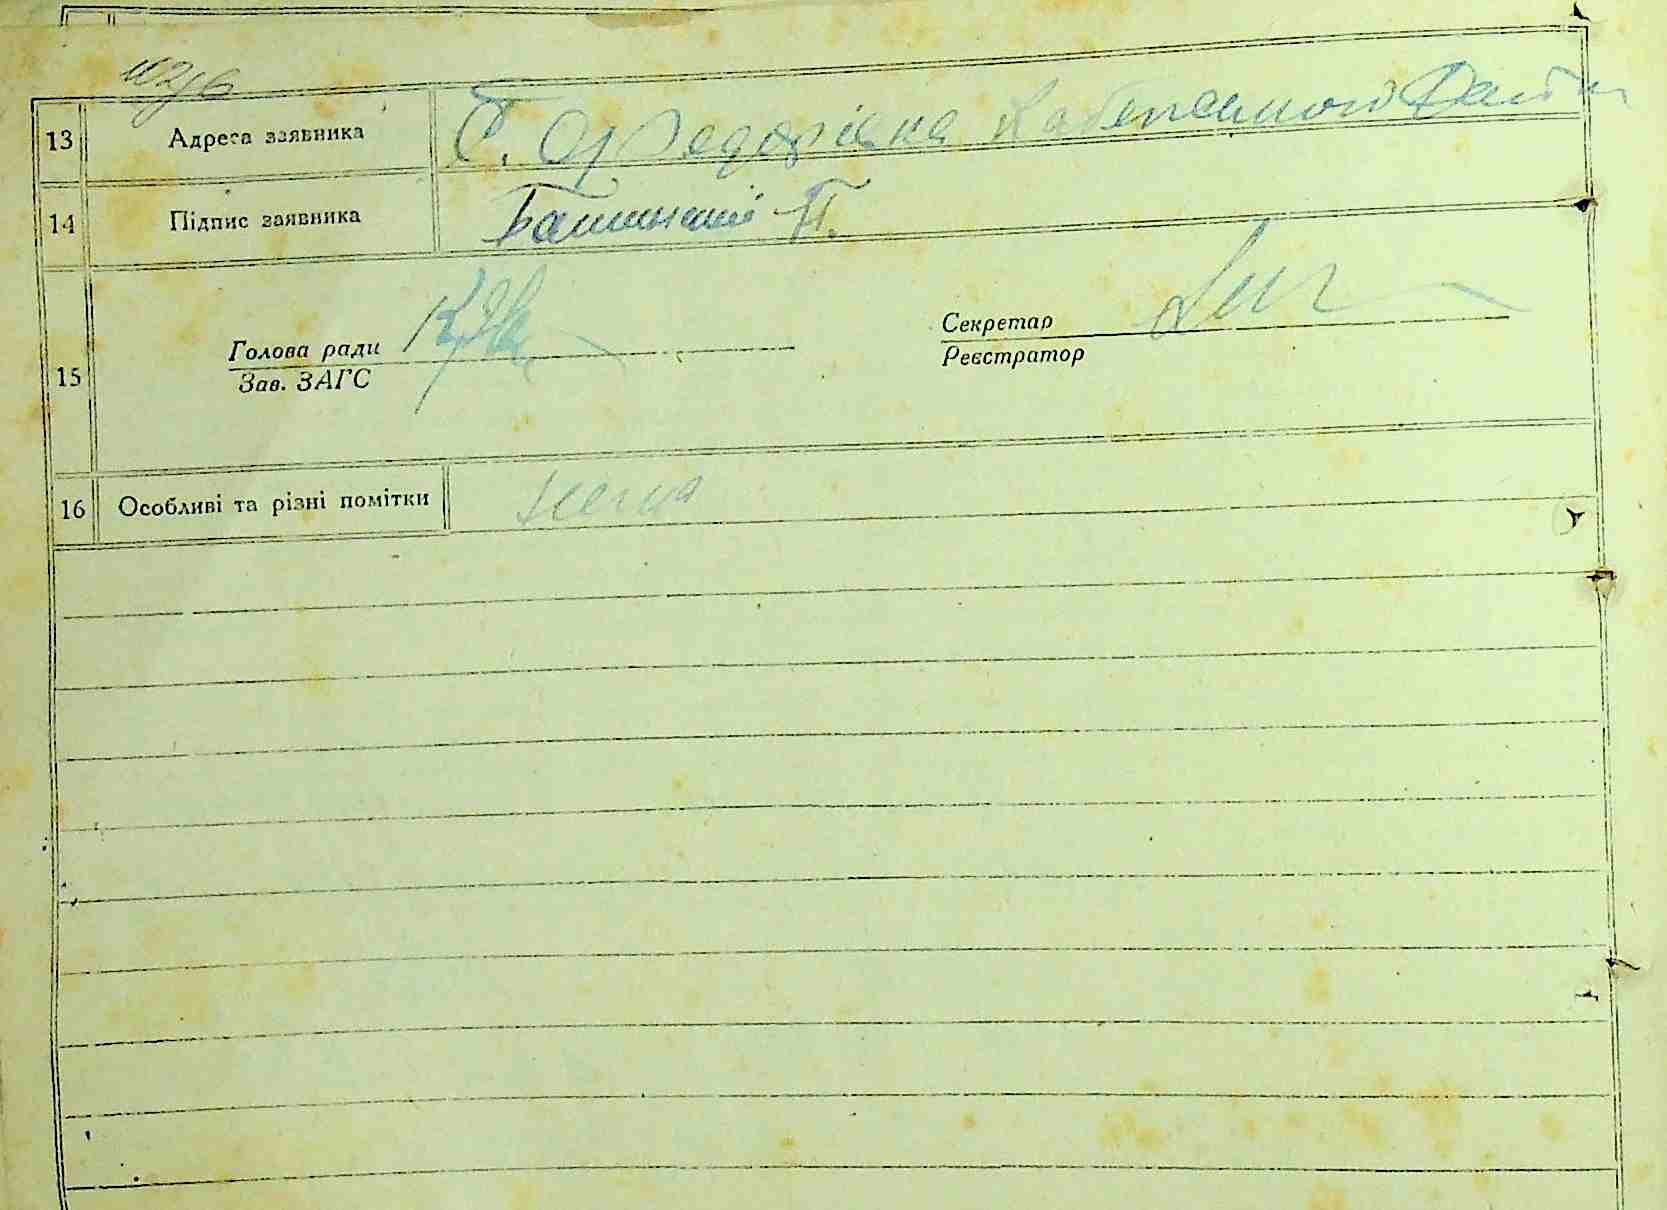 13 Адреса заявника С. Федорівка
14 Підпис заявника П.
15 Голова ради Секретар
Зав. ЗАГС Реєстратор
16 Особливі та різні помітки нема